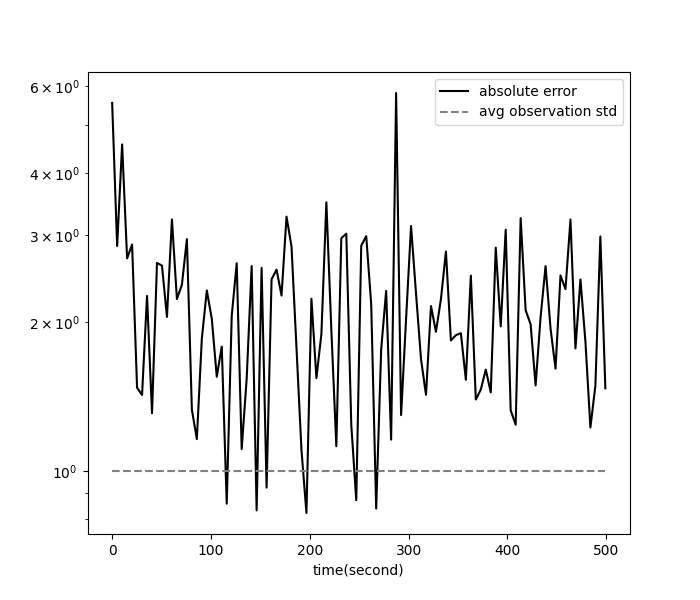 6 × 10⁰
4 × 10⁰
3 × 10⁰
2 × 10⁰
10⁰
absolute error
avg observation std
0 100 200 300 400 500
time(second)